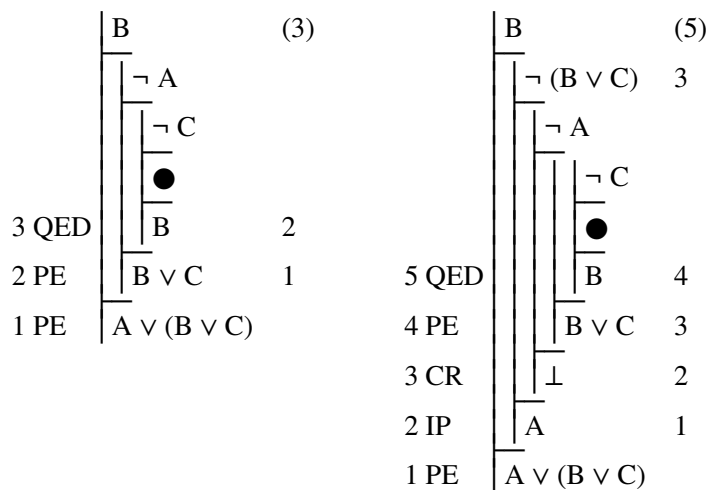 B (3)
¬ A
¬ C
●
3 QED B 2
2 PE B ∨ C 1
1 PE A ∨ (B ∨ C)
B (5)
¬ (B ∨ C) 3
¬ A
¬ C
●
5 QED B 4
4 PE B ∨ C 3
3 CR ⊥ 2
2 IP A 1
1 PE A ∨ (B ∨ C)